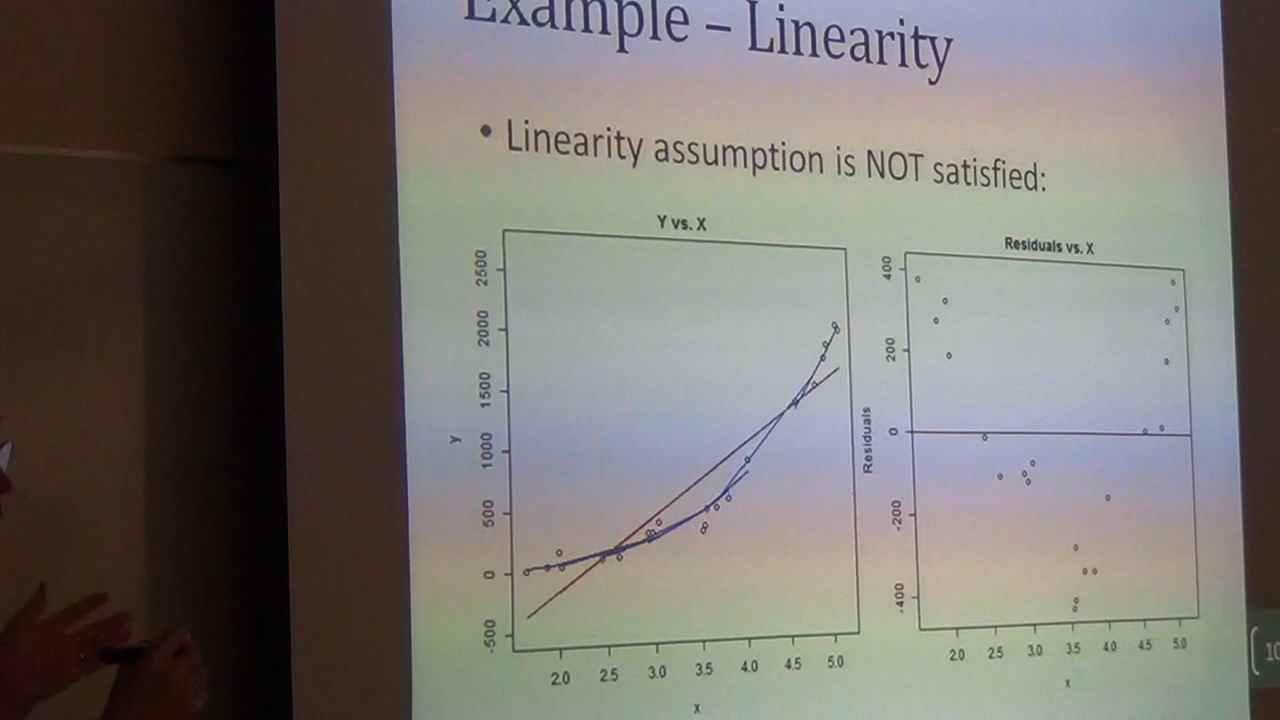 Example – Linearity
• Linearity assumption is NOT satisfied:
Y vs. X
2500
2000
1500
1000
500
0
-500
y
2.0 2.5 3.0 3.5 4.0 4.5 5.0
x
Residuals vs. X
400
200
0
-200
-400
Residuals
2.0 2.5 3.0 3.5 4.0 4.5 5.0
x